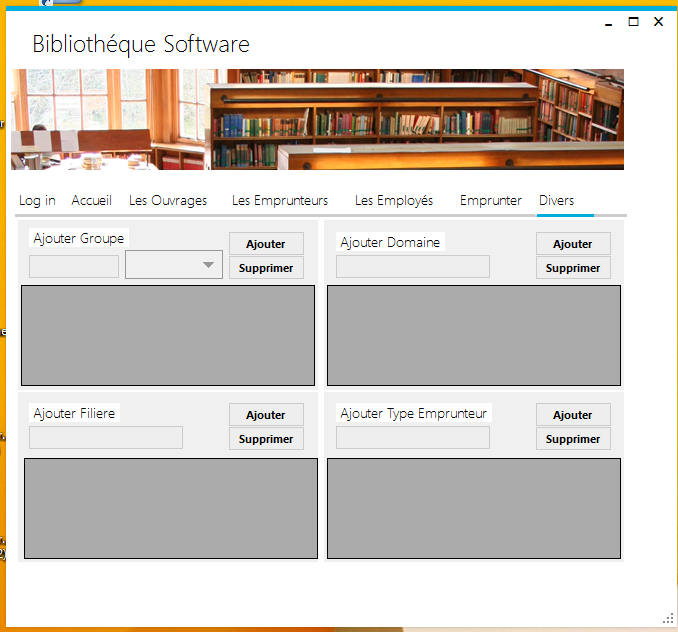 Bibliothéque Software
Log in Accueil Les Ouvrages Les Emprunteurs Les Employés Emprunter Divers
Ajouter Groupe
Ajouter
Supprimer
Ajouter Domaine
Ajouter
Supprimer
Ajouter Filiere
Ajouter
Supprimer
Ajouter Type Emprunteur
Ajouter
Supprimer